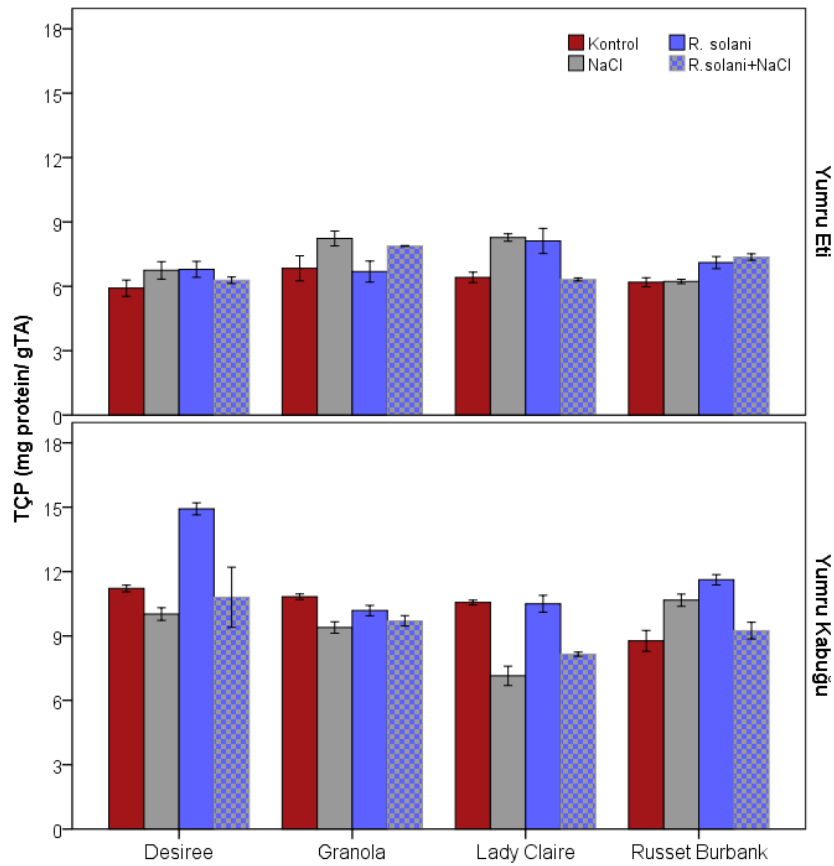 18
15
12
9
6
3
0
Kontrol
R. solani
NaCl
R.solani+NaCl
Yumru Eti
TÇP (mg protein/ gTA)
18
15
12
9
6
3
0
Yumru Kabuğu
Desiree
Granola
Lady Claire
Russet Burbank